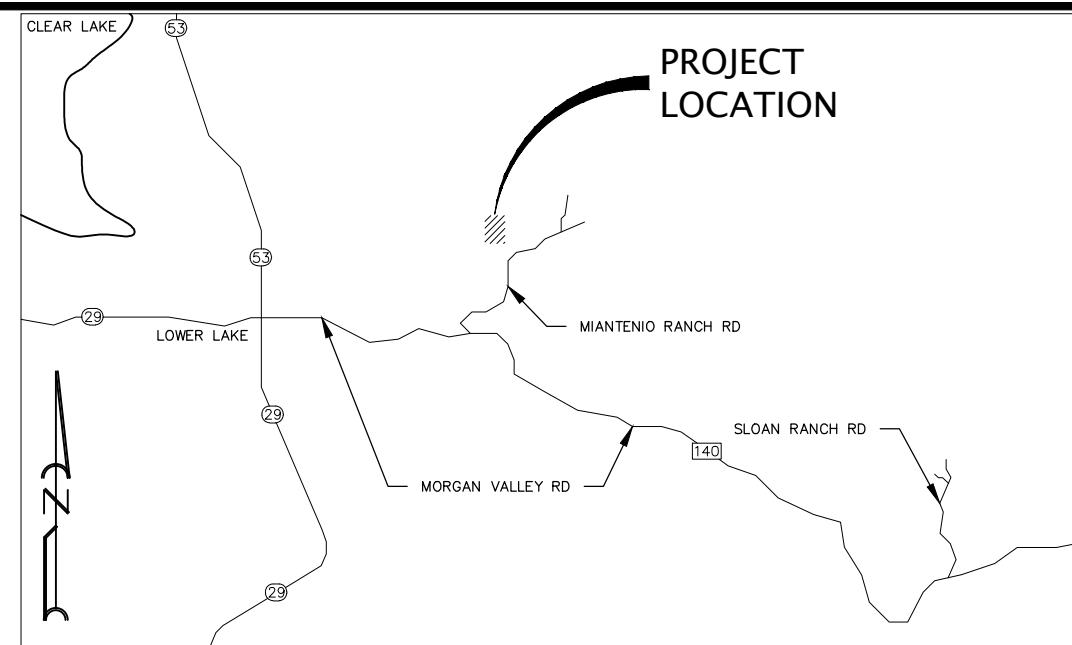 CLEAR LAKE
53
PROJECT
LOCATION
53
29
LOWER LAKE
MIANTENIO RANCH RD
29
SLOAN RANCH RD
140
MORGAN VALLEY RD
N
29